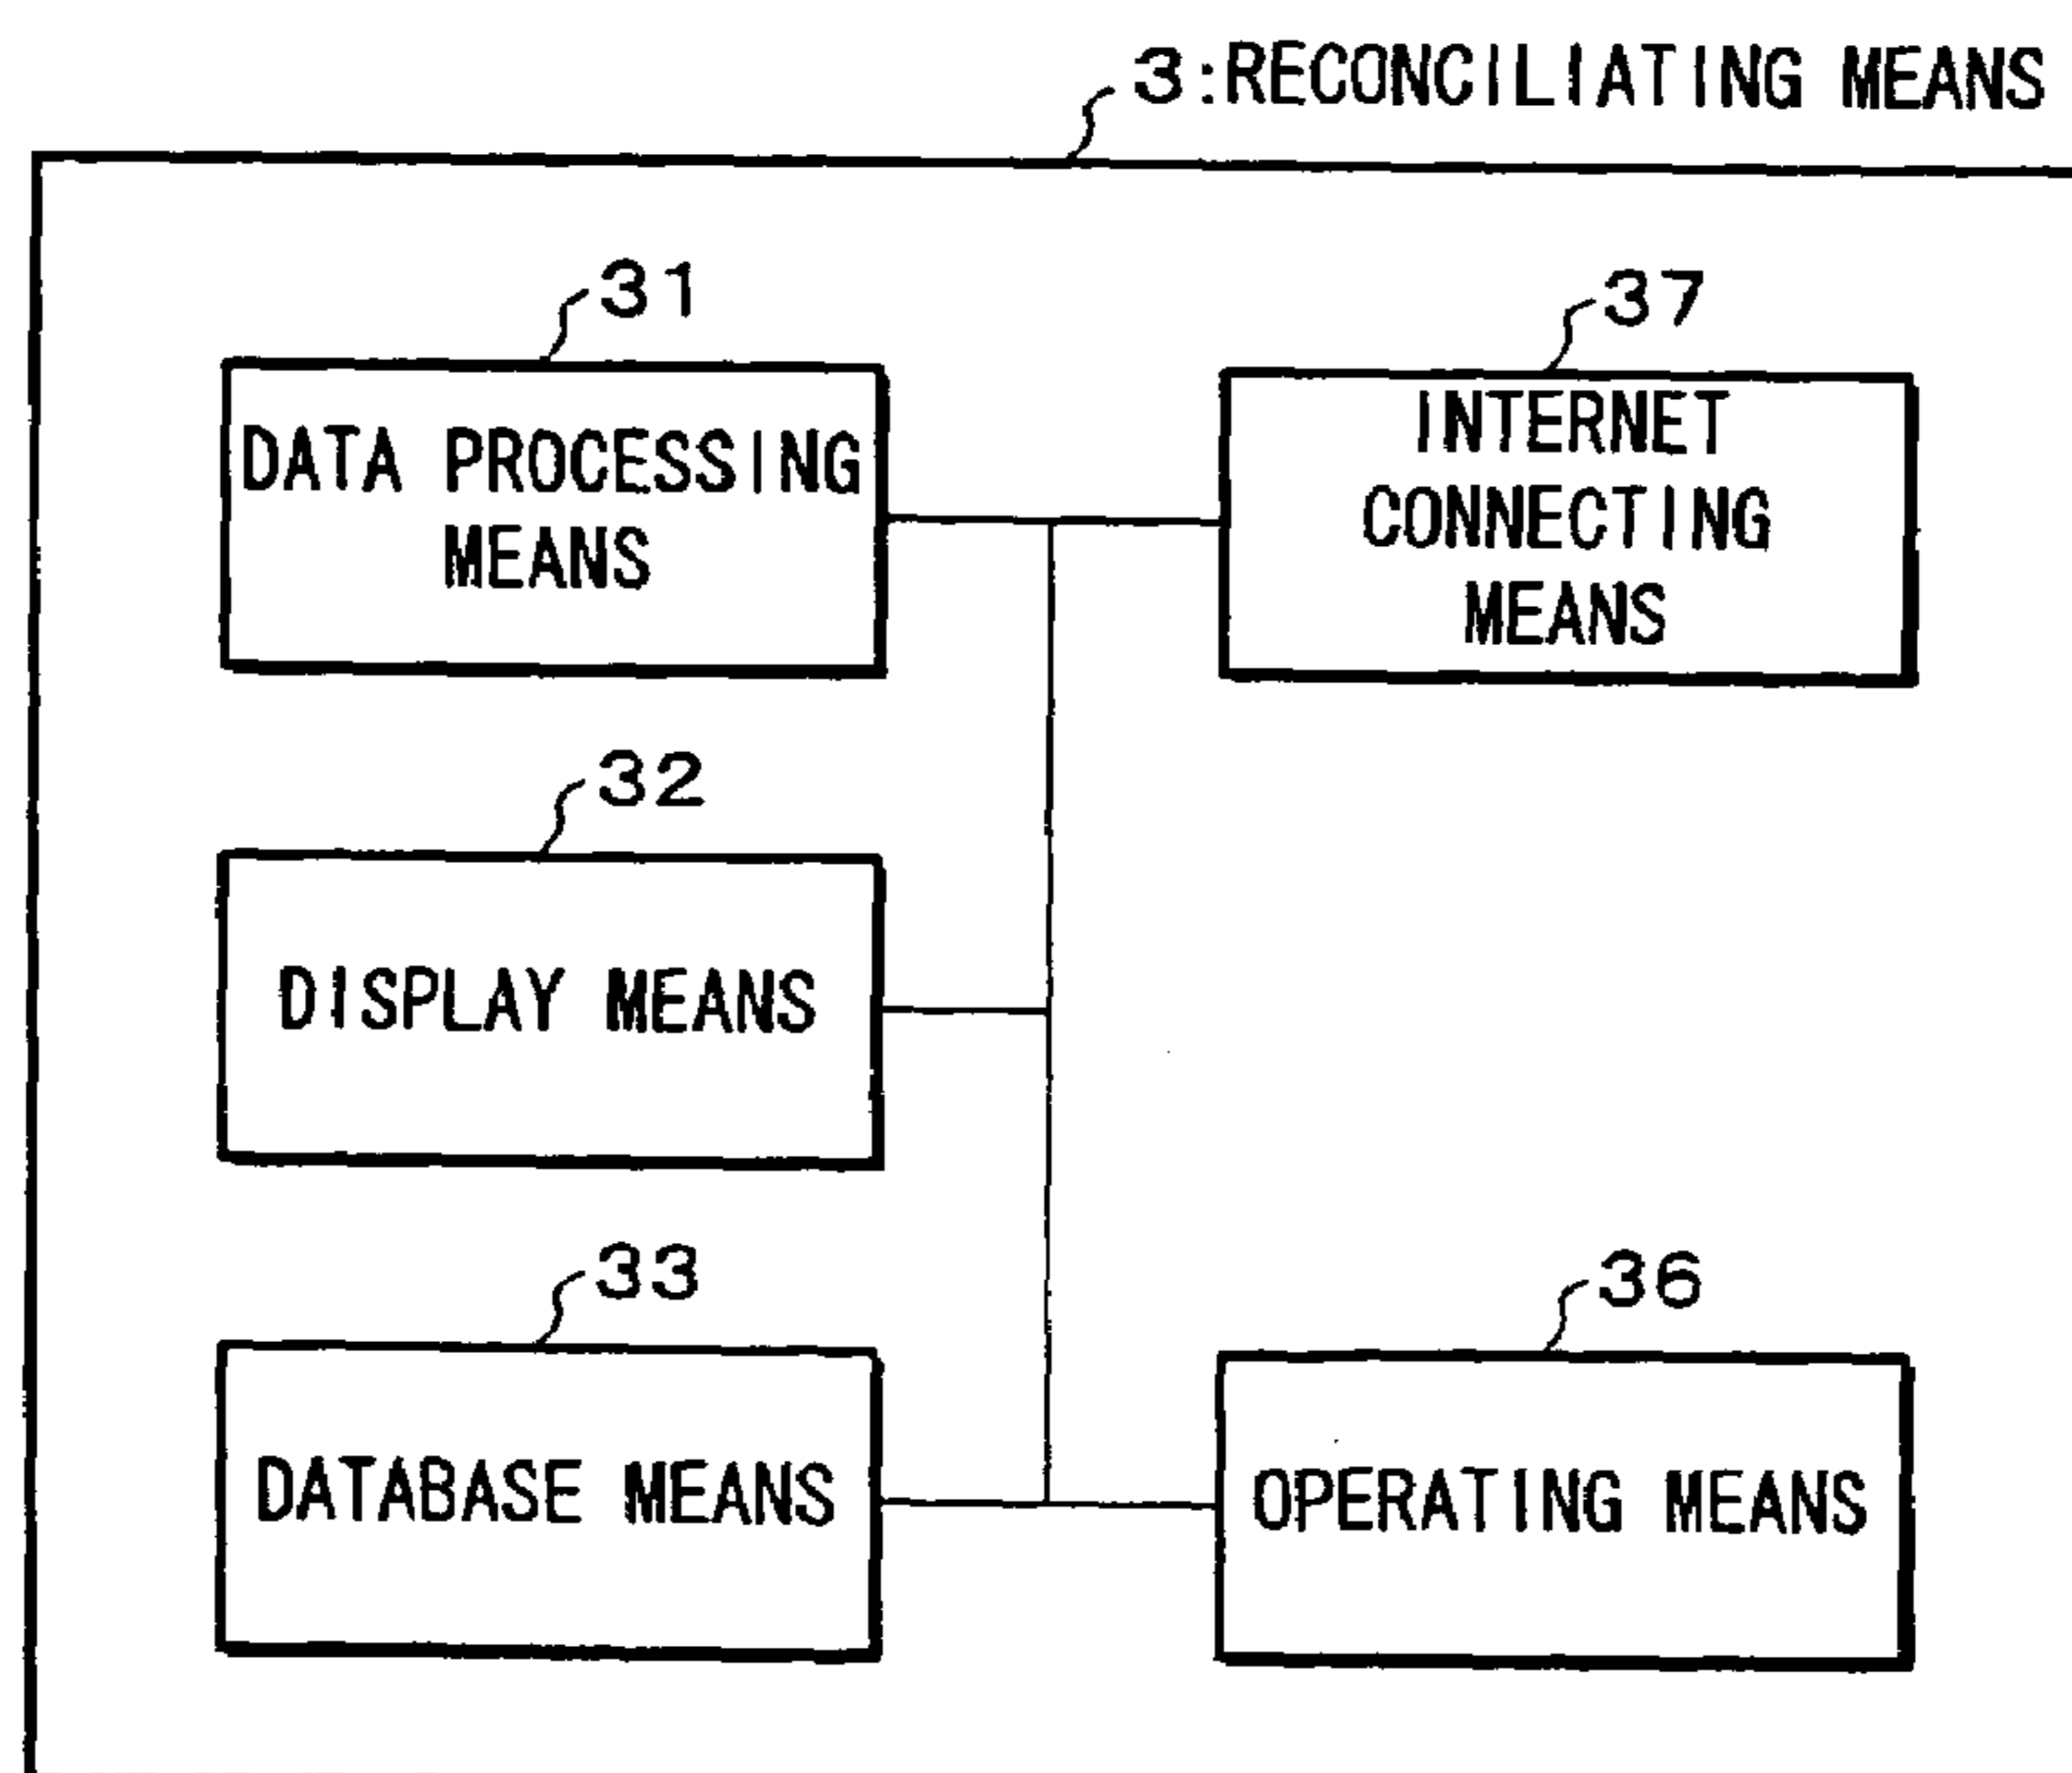 3:RECONCILIATING MEANS
31
DATA PROCESSING
MEANS
37
INTERNET
CONNECTING
MEANS
32
DISPLAY MEANS
33
DATABASE MEANS
36
OPERATING MEANS